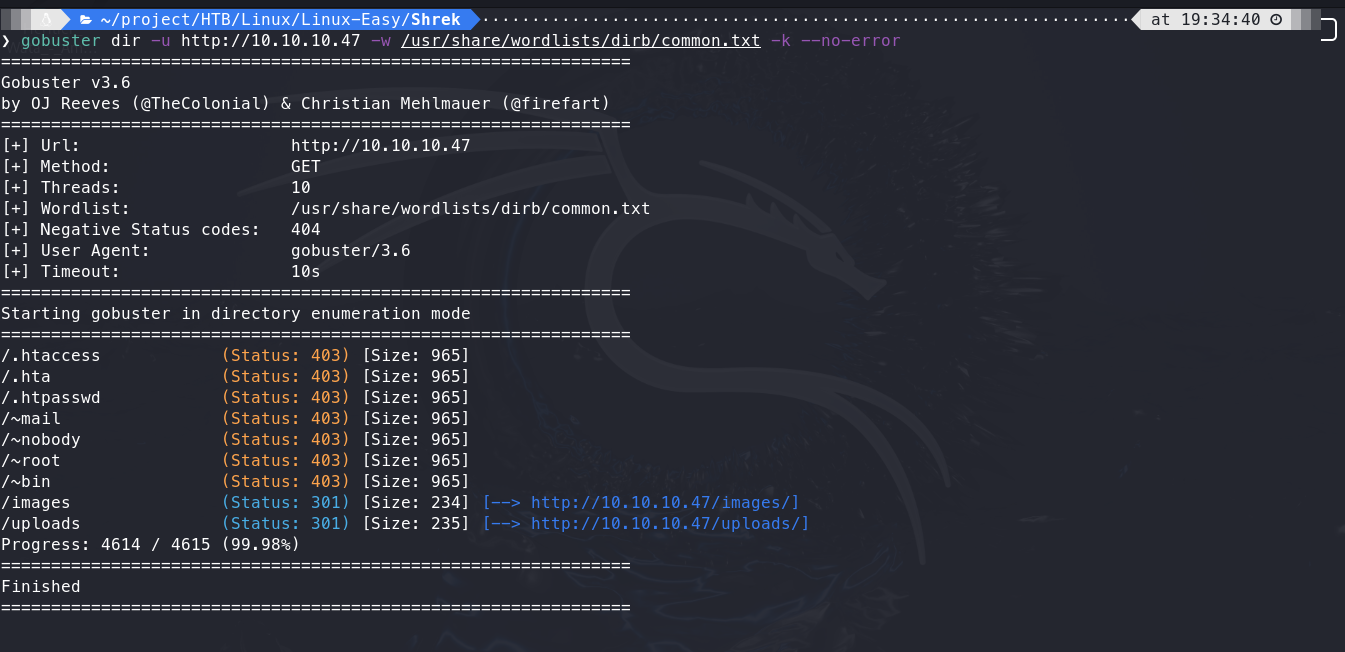 ~/project/HTB/Linux/Linux-Easy/Shrek at 19:34:40
❯ gobuster dir -u http://10.10.10.47 -w /usr/share/wordlists/dirb/common.txt -k --no-error
===============================================================
Gobuster v3.6
by OJ Reeves (@TheColonial) & Christian Mehlmauer (@firefart)
===============================================================
[+] Url:                     http://10.10.10.47
[+] Method:                  GET
[+] Threads:                 10
[+] Wordlist:                /usr/share/wordlists/dirb/common.txt
[+] Negative Status codes:   404
[+] User Agent:              gobuster/3.6
[+] Timeout:                 10s
===============================================================
Starting gobuster in directory enumeration mode
===============================================================
/.htaccess            (Status: 403) [Size: 965]
/.hta                 (Status: 403) [Size: 965]
/.htpasswd            (Status: 403) [Size: 965]
/~mail                (Status: 403) [Size: 965]
/~nobody              (Status: 403) [Size: 965]
/~root                (Status: 403) [Size: 965]
/~bin                 (Status: 403) [Size: 965]
/images               (Status: 301) [Size: 234] [--> http://10.10.10.47/images/]
/uploads              (Status: 301) [Size: 235] [--> http://10.10.10.47/uploads/]
Progress: 4614 / 4615 (99.98%)
===============================================================
Finished
===============================================================